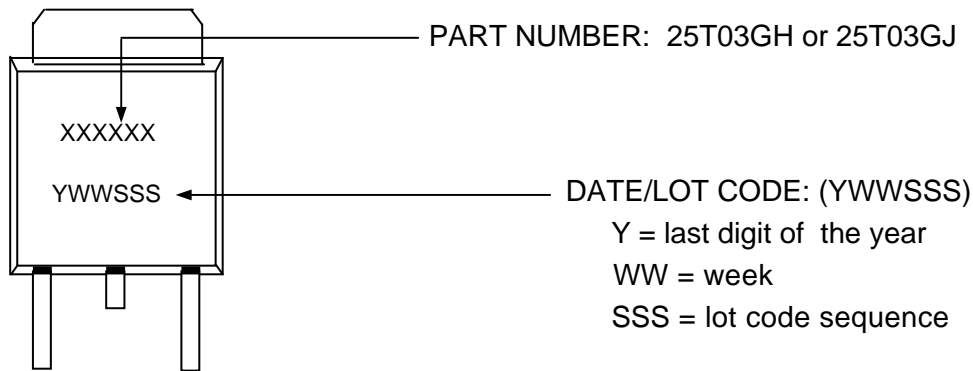 PART NUMBER: 25T03GH or 25T03GJ
XXXXXX
YWWSSS
DATE/LOT CODE: (YWWSSS)
Y = last digit of the year
WW = week
SSS = lot code sequence